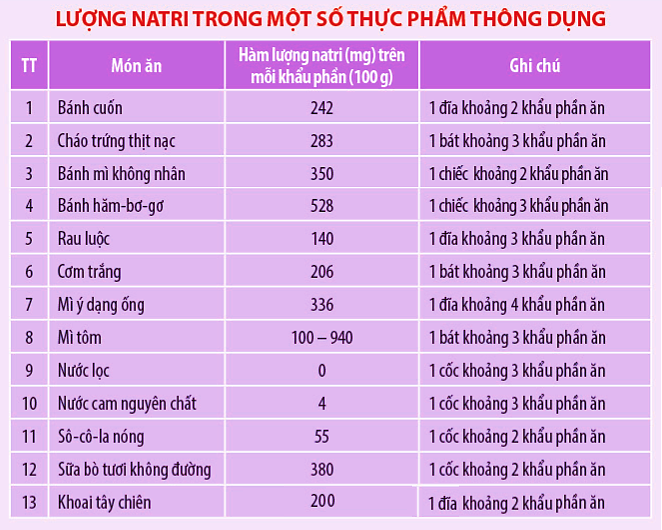 LƯỢNG NATRI TRONG MỘT SỐ THỰC PHẨM THÔNG DỤNG
TT Món ăn Hàm lượng natri (mg) trên mỗi khẩu phần (100 g) Ghi chú
1 Bánh cuốn 242 1 đĩa khoảng 2 khẩu phần ăn
2 Cháo trứng thịt nạc 283 1 bát khoảng 3 khẩu phần ăn
3 Bánh mì không nhân 350 1 chiếc khoảng 2 khẩu phần ăn
4 Bánh hăm-bơ-gơ 528 1 chiếc khoảng 3 khẩu phần ăn
5 Rau luộc 140 1 đĩa khoảng 3 khẩu phần ăn
6 Cơm trắng 206 1 bát khoảng 3 khẩu phần ăn
7 Mì ý dạng ống 336 1 đĩa khoảng 4 khẩu phần ăn
8 Mì tôm 100 – 940 1 bát khoảng 3 khẩu phần ăn
9 Nước lọc 0 1 cốc khoảng 3 khẩu phần ăn
10 Nước cam nguyên chất 4 1 cốc khoảng 3 khẩu phần ăn
11 Sô-cô-la nóng 55 1 cốc khoảng 2 khẩu phần ăn
12 Sữa bò tươi không đường 380 1 cốc khoảng 2 khẩu phần ăn
13 Khoai tây chiên 200 1 đĩa khoảng 2 khẩu phần ăn